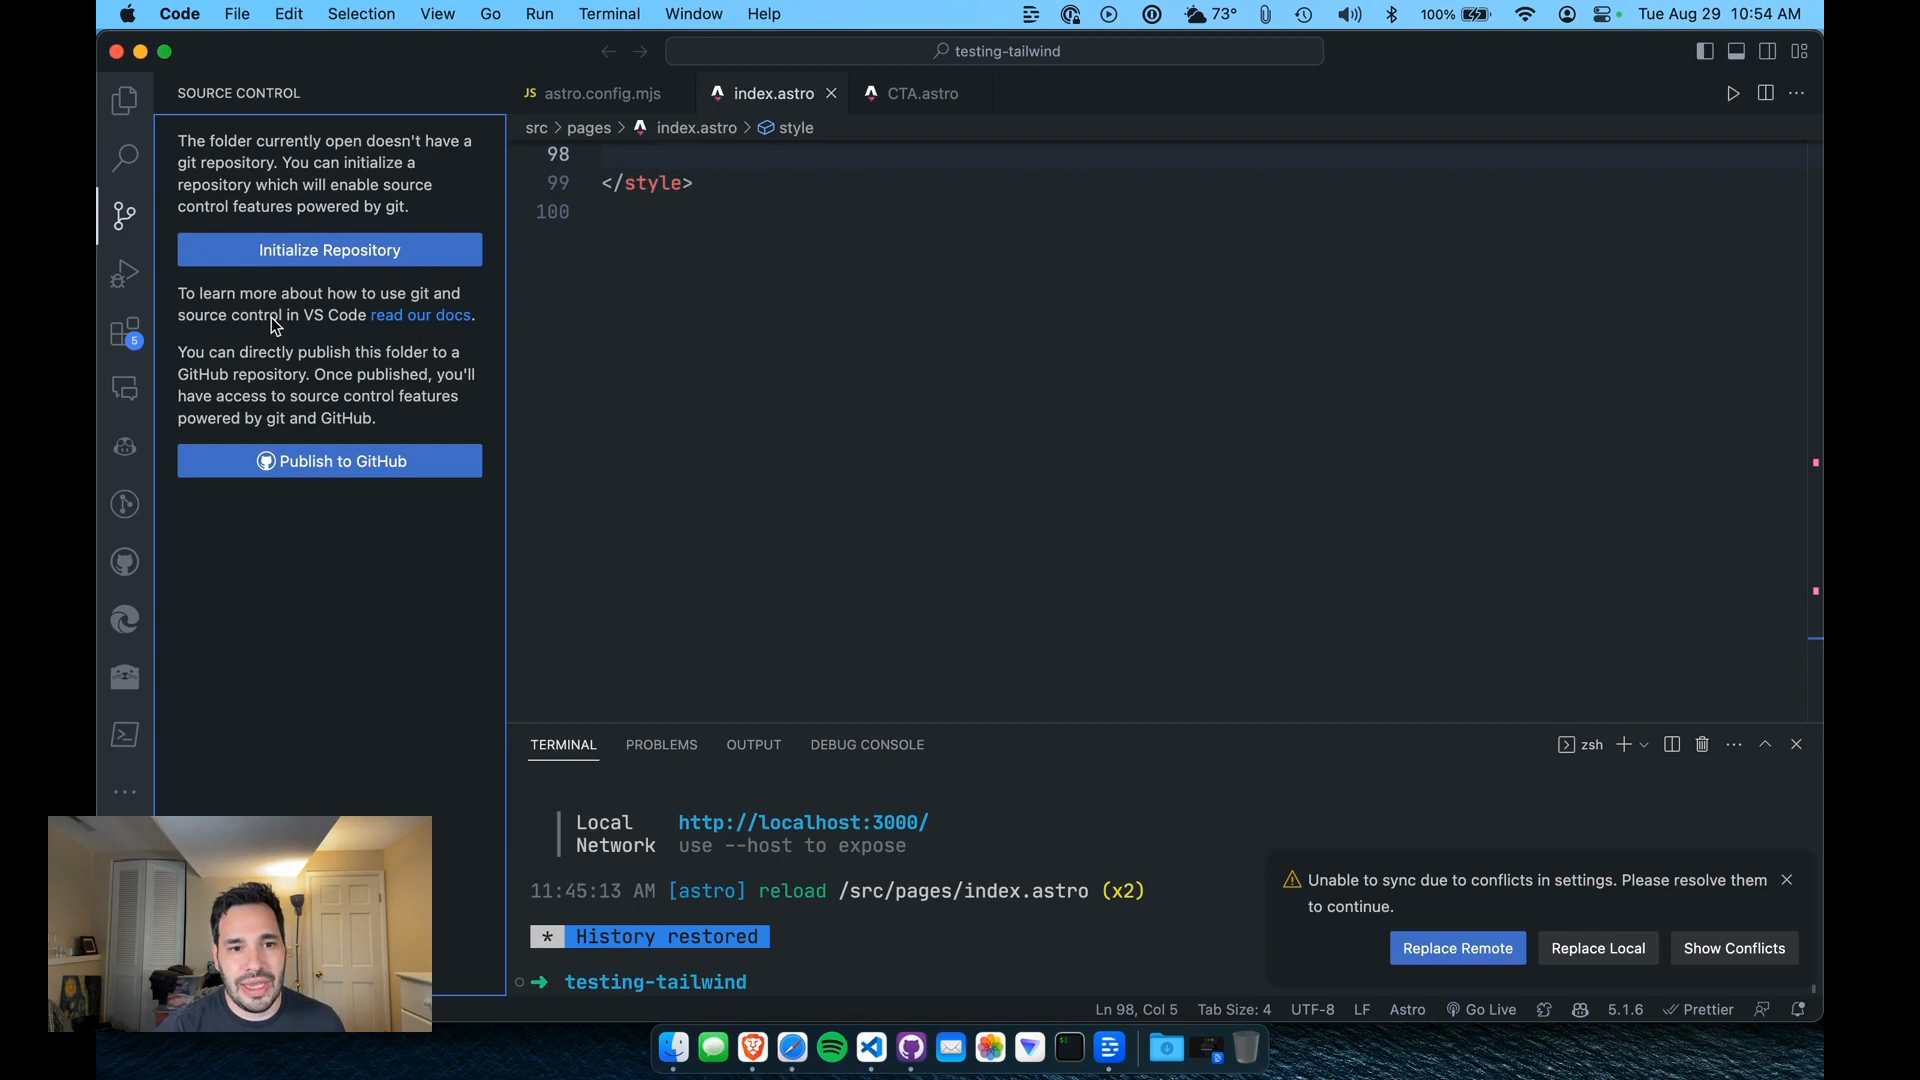 Code File Edit Selection View Go Run Terminal Window Help 73° 100% Tue Aug 29 10:54 AM
testing-tailwind
SOURCE CONTROL
JS astro.config.mjs index.astro CTA.astro
src > pages > index.astro > style
The folder currently open doesn't have a
git repository. You can initialize a
repository which will enable source
control features powered by git.
Initialize Repository
To learn more about how to use git and
source control in VS Code read our docs.
You can directly publish this folder to a
GitHub repository. Once published, you'll
have access to source control features
powered by git and GitHub.
Publish to GitHub
5
98
99 </style>
100
TERMINAL PROBLEMS OUTPUT DEBUG CONSOLE zsh
Local http://localhost:3000/
Network use --host to expose
11:45:13 AM [astro] reload /src/pages/index.astro (x2)
* History restored
testing-tailwind
Unable to sync due to conflicts in settings. Please resolve them
to continue.
Replace Remote Replace Local Show Conflicts
Ln 98, Col 5 Tab Size: 4 UTF-8 LF Astro Go Live 5.1.6 Prettier